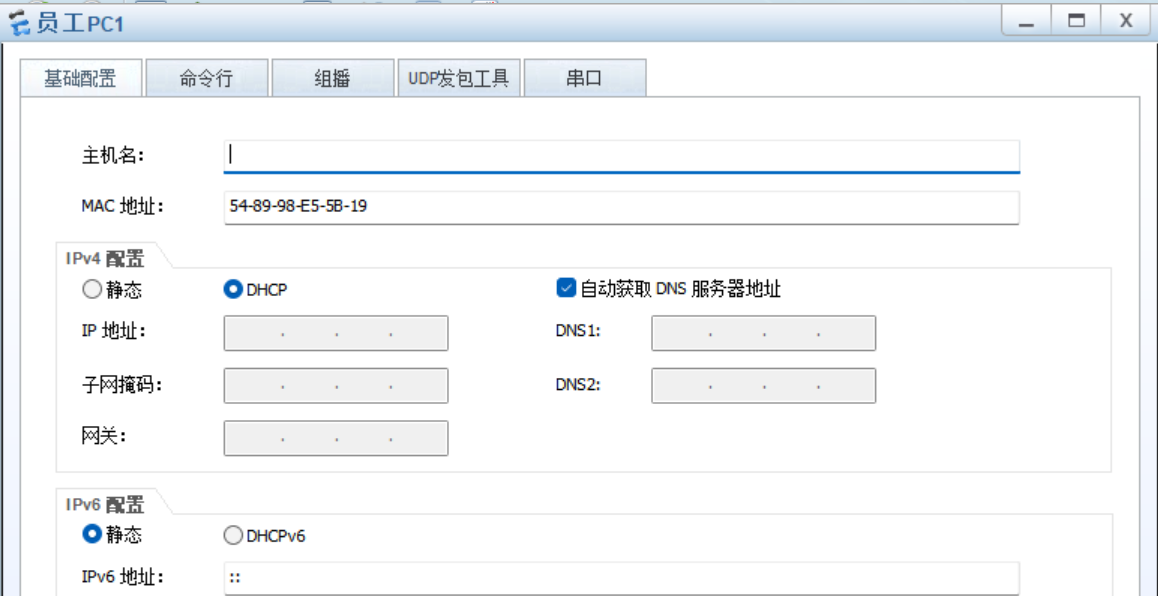 员工PC1
基础配置 命令行 组播 UDP发包工具 串口
主机名:
MAC 地址: 54-89-98-E5-5B-19
IPv4 配置
静态 DHCP 自动获取 DNS 服务器地址
IP 地址: . . . DNS1: . . .
子网掩码: . . . DNS2: . . .
网关: . . .
IPv6 配置
静态 DHCPv6
IPv6 地址: ::